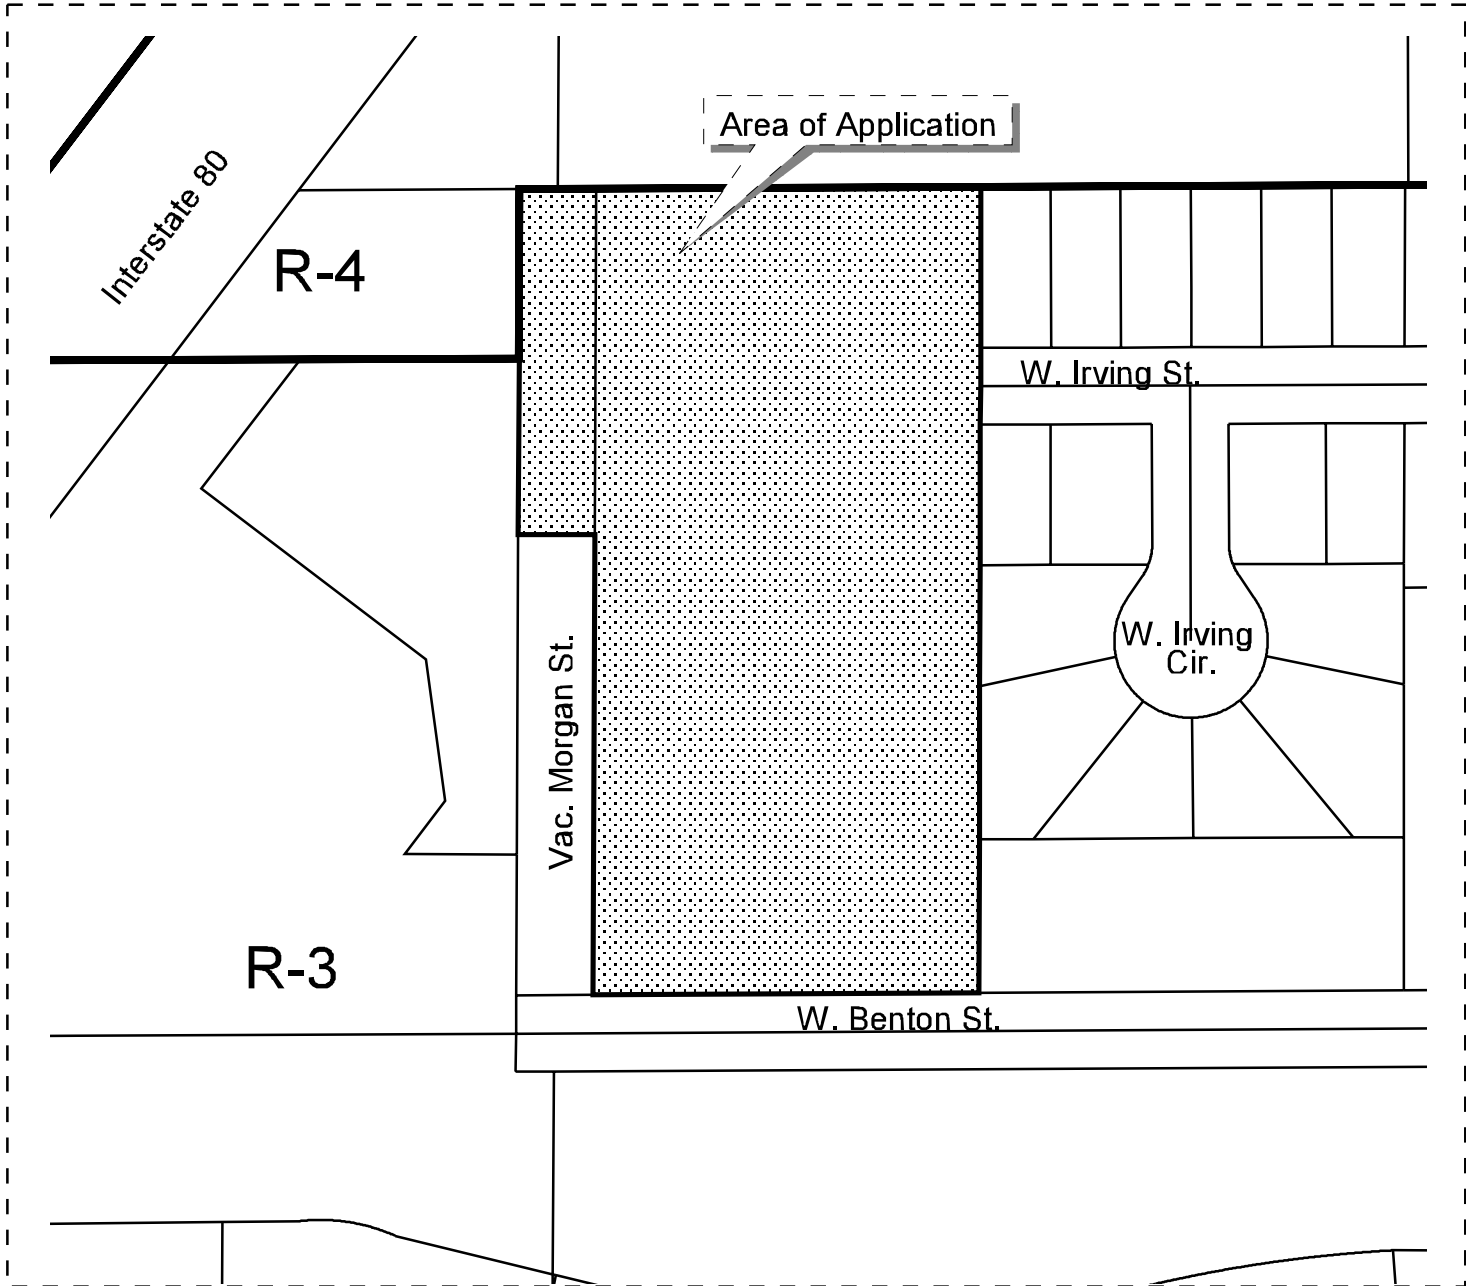 Area of Application
Interstate 80
R-4
W. Irving St.
W. Irving
Cir.
Vac. Morgan St.
R-3
W. Benton St.